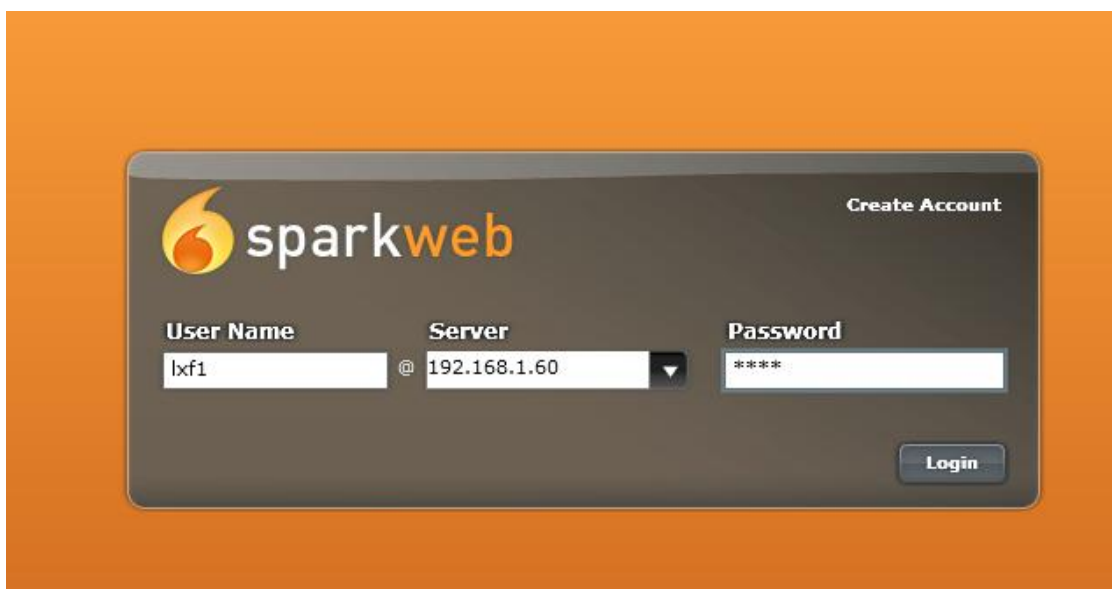 sparkweb
Create Account
User Name Server Password
lxf1 @ 192.168.1.60 ****
Login